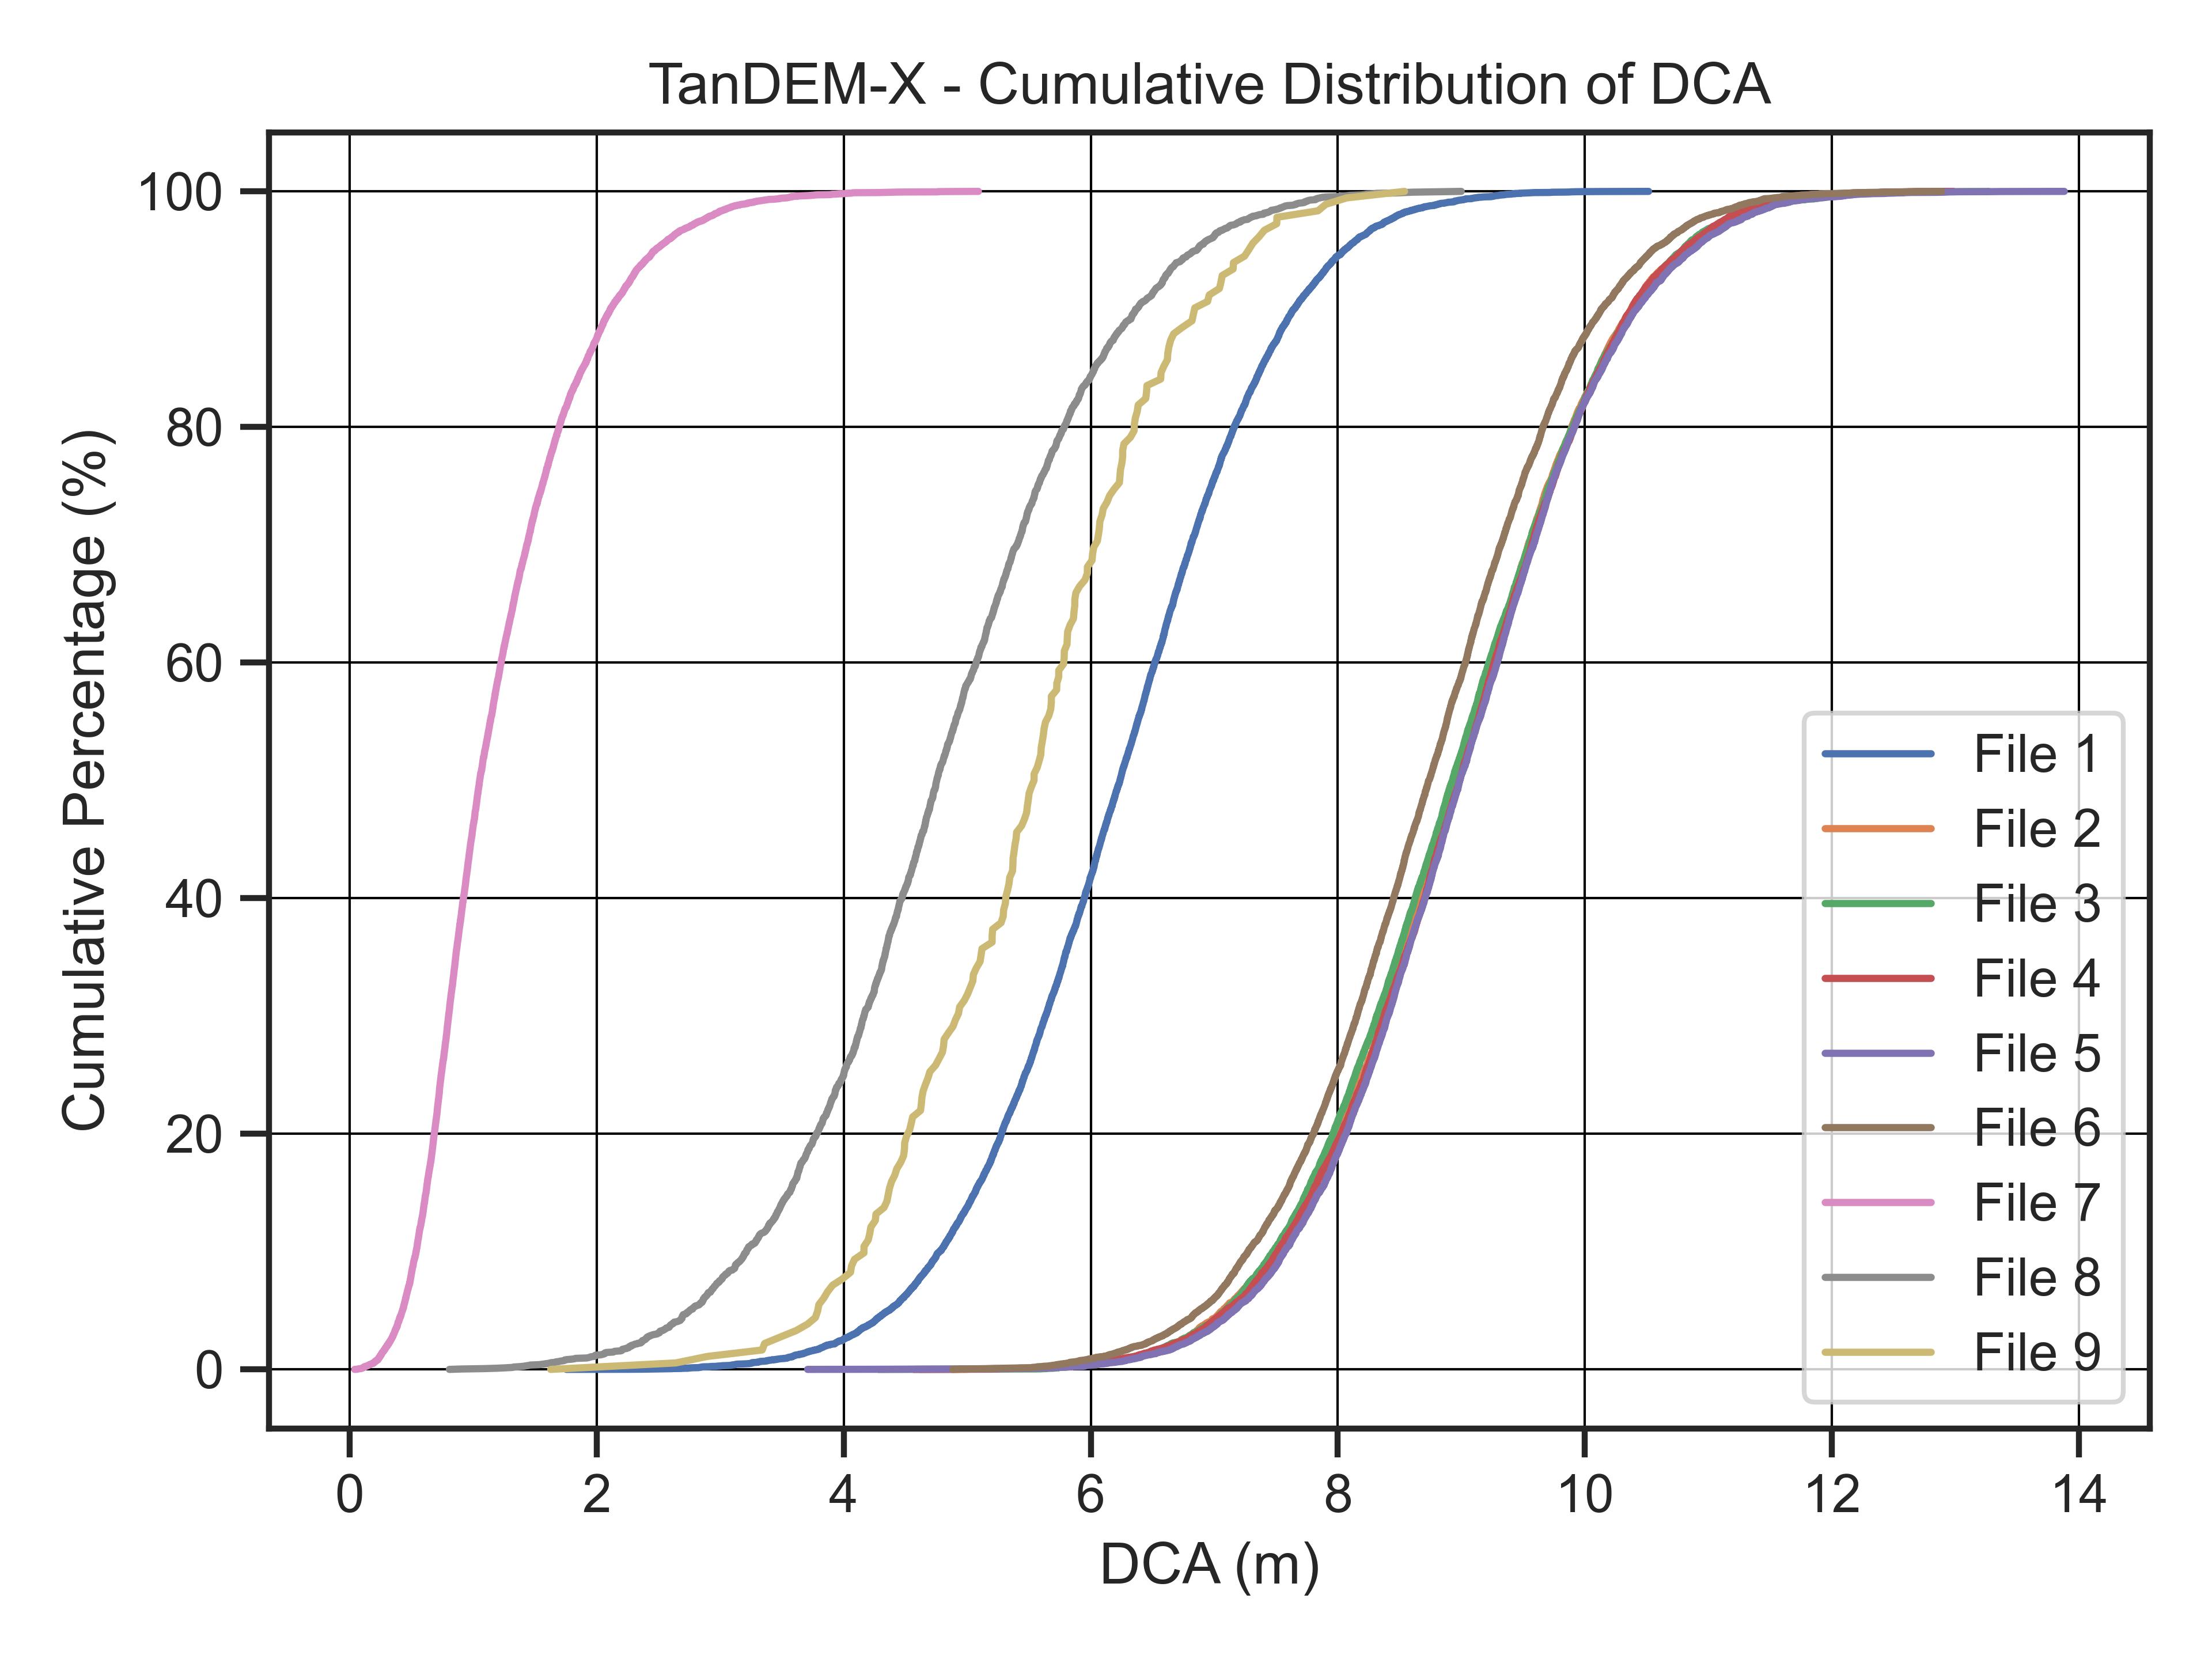 TanDEM-X - Cumulative Distribution of DCA
Cumulative Percentage (%)
100
80
60
40
20
0
0 2 4 6 8 10 12 14
DCA (m)
File 1
File 2
File 3
File 4
File 5
File 6
File 7
File 8
File 9